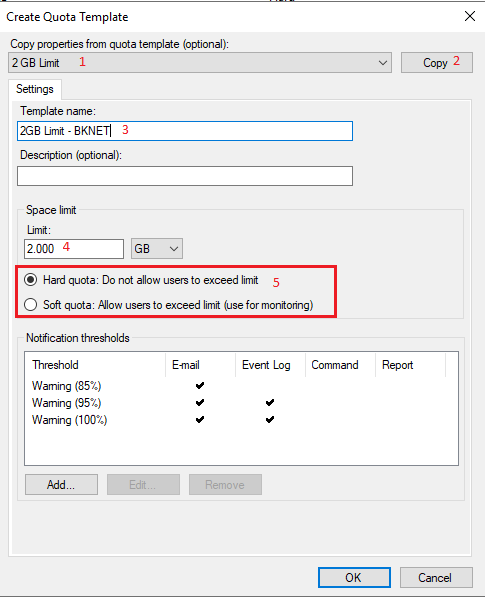 Create Quota Template
Copy properties from quota template (optional):
2 GB Limit 1
Copy 2
Settings
Template name:
2GB Limit - BKNET 3
Description (optional):
Space limit
Limit:
2.000 4 GB
Hard quota: Do not allow users to exceed limit 5
Soft quota: Allow users to exceed limit (use for monitoring)
Notification thresholds
Threshold E-mail Event Log Command Report
Warning (85%) ✔
Warning (95%) ✔ ✔
Warning (100%) ✔ ✔
Add... Edit... Remove
OK Cancel